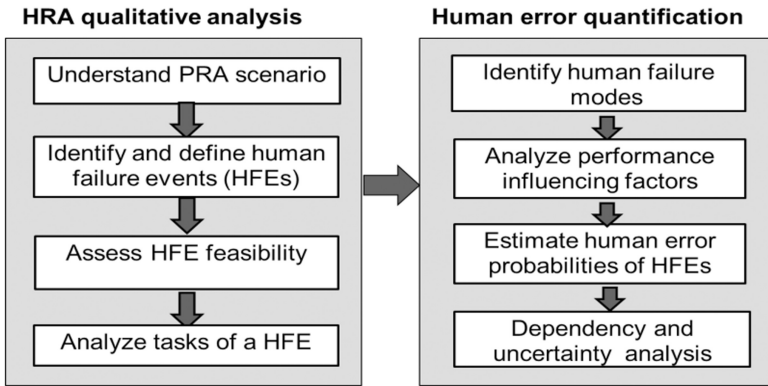 HRA qualitative analysis
Understand PRA scenario
Identify and define human
failure events (HFEs)
Assess HFE feasibility
Analyze tasks of a HFE
Human error quantification
Identify human failure
modes
Analyze performance
influencing factors
Estimate human error
probabilities of HFEs
Dependency and
uncertainty analysis